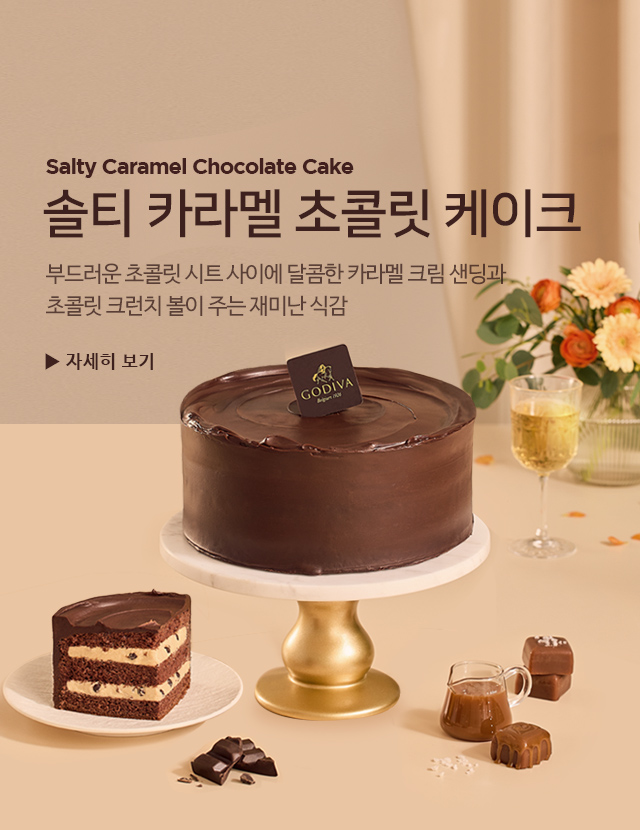 Salty Caramel Chocolate Cake
솔티 카라멜 초콜릿 케이크
부드러운 초콜릿 시트 사이에 달콤한 카라멜 크림 샌딩과
초콜릿 크런치 볼이 주는 재미난 식감
▶ 자세히 보기
GODIVA
Belgium 1926